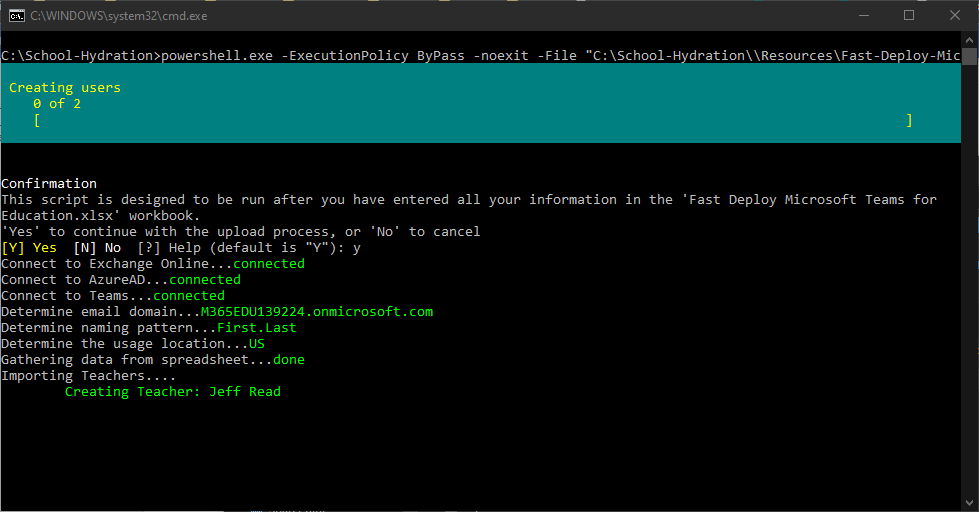 C:\WINDOWS\system32\cmd.exe
C:\School-Hydration>powershell.exe -ExecutionPolicy ByPass -noexit -File "C:\School-Hydration\\Resources\Fast-Deploy-Mic
Creating users
0 of 2
[ ]
Confirmation
This script is designed to be run after you have entered all your information in the 'Fast Deploy Microsoft Teams for
Education.xlsx' workbook.
'Yes' to continue with the upload process, or 'No' to cancel
[Y] Yes [N] No [?] Help (default is "Y"): y
Connect to Exchange Online...connected
Connect to AzureAD...connected
Connect to Teams...connected
Determine email domain...M365EDU139224.onmicrosoft.com
Determine naming pattern...First.Last
Determine the usage location...US
Gathering data from spreadsheet...done
Importing Teachers....
Creating Teacher: Jeff Read